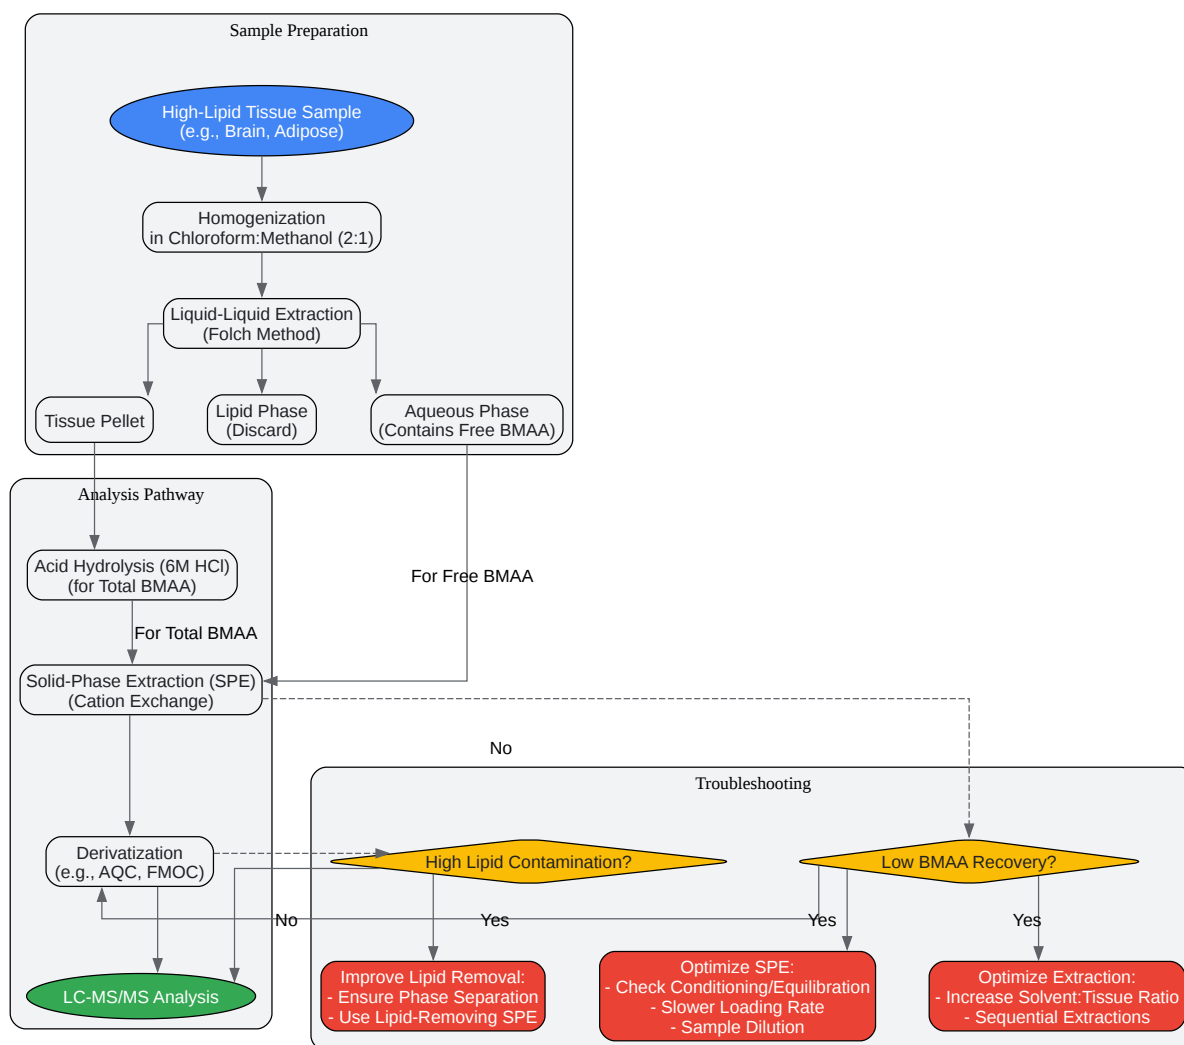 Sample Preparation
High-Lipid Tissue Sample
(e.g., Brain, Adipose)
Homogenization
in Chloroform:Methanol (2:1)
Liquid-Liquid Extraction
(Folch Method)
Tissue Pellet
Lipid Phase
(Discard)
Aqueous Phase
(Contains Free BMAA)
Analysis Pathway
Acid Hydrolysis (6M HCl)
(for Total BMAA)
For Free BMAA
For Total BMAA
Solid-Phase Extraction (SPE)
(Cation Exchange)
No
Troubleshooting
Derivatization
(e.g., AQC, FMOC)
High Lipid Contamination?
Low BMAA Recovery?
No
Yes
Yes
Yes
LC-MS/MS Analysis
Improve Lipid Removal:
- Ensure Phase Separation
- Use Lipid-Removing SPE
Optimize SPE:
- Check Conditioning/Equilibration
- Slower Loading Rate
- Sample Dilution
Optimize Extraction:
- Increase Solvent:Tissue Ratio
- Sequential Extractions